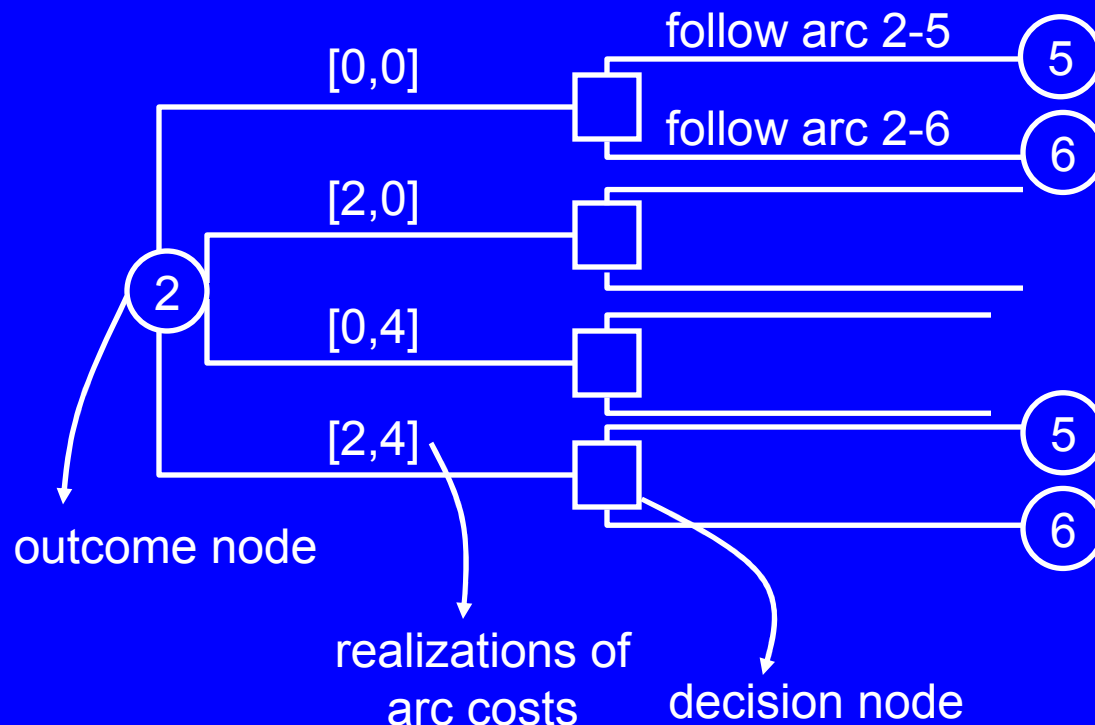 follow arc 2-5
5
[0,0]
follow arc 2-6
6
[2,0]
2
[0,4]
[2,4]
5
6
outcome node
realizations of
arc costs
decision node